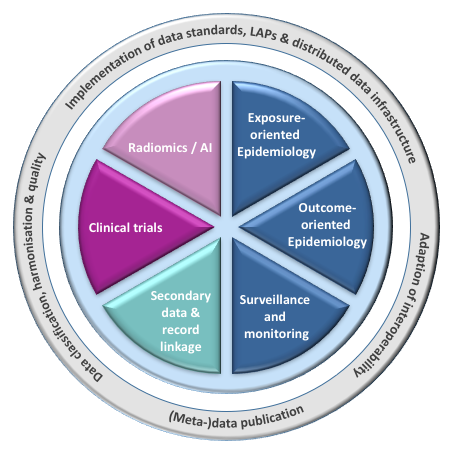 Implementation of data standards, LAPs & distributed data infrastructure
Adaption of interoperability
(Meta-)data publication
Data classification, harmonisation & quality
Radiomics / AI
Exposure-
oriented
Epidemiology
Outcome-
oriented
Epidemiology
Surveillance
and
monitoring
Secondary
data &
record
linkage
Clinical trials